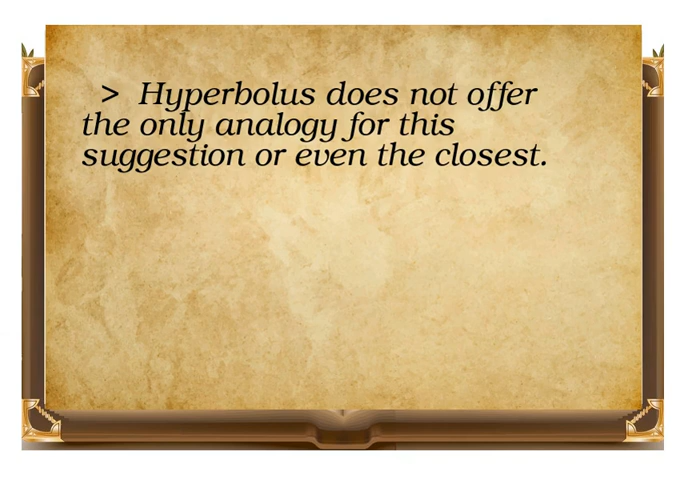 > Hyperbolus does not offer
the only analogy for this
suggestion or even the closest.